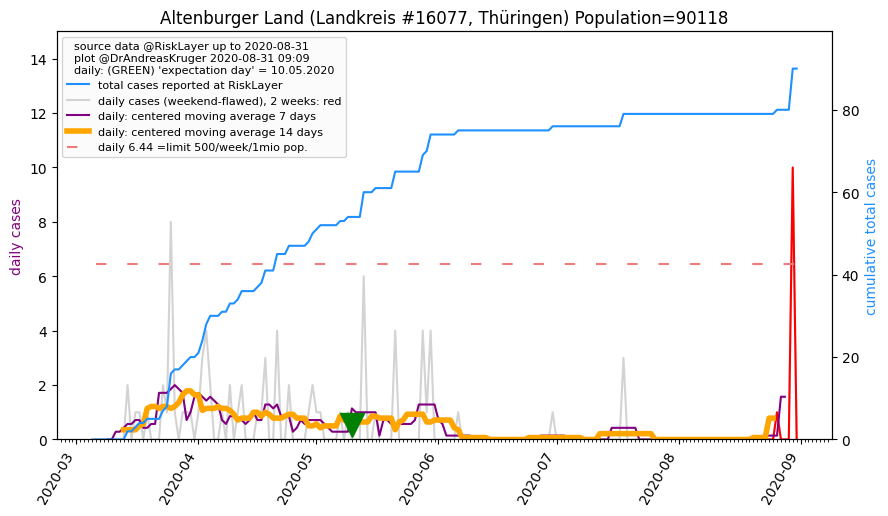 Altenburger Land (Landkreis #16077, Thüringen) Population=90118
source data @RiskLayer up to 2020-08-31
plot @DrAndreasKruger 2020-08-31 09:09
daily: (GREEN) 'expectation day' = 10.05.2020
total cases reported at RiskLayer
daily cases (weekend-flawed), 2 weeks: red
daily: centered moving average 7 days
daily: centered moving average 14 days
daily 6.44 =limit 500/week/1mio pop.
daily cases
14
12
10
8
6
4
2
0
cumulative total cases
80
60
40
20
0
2020-03
2020-04
2020-05
2020-06
2020-07
2020-08
2020-09